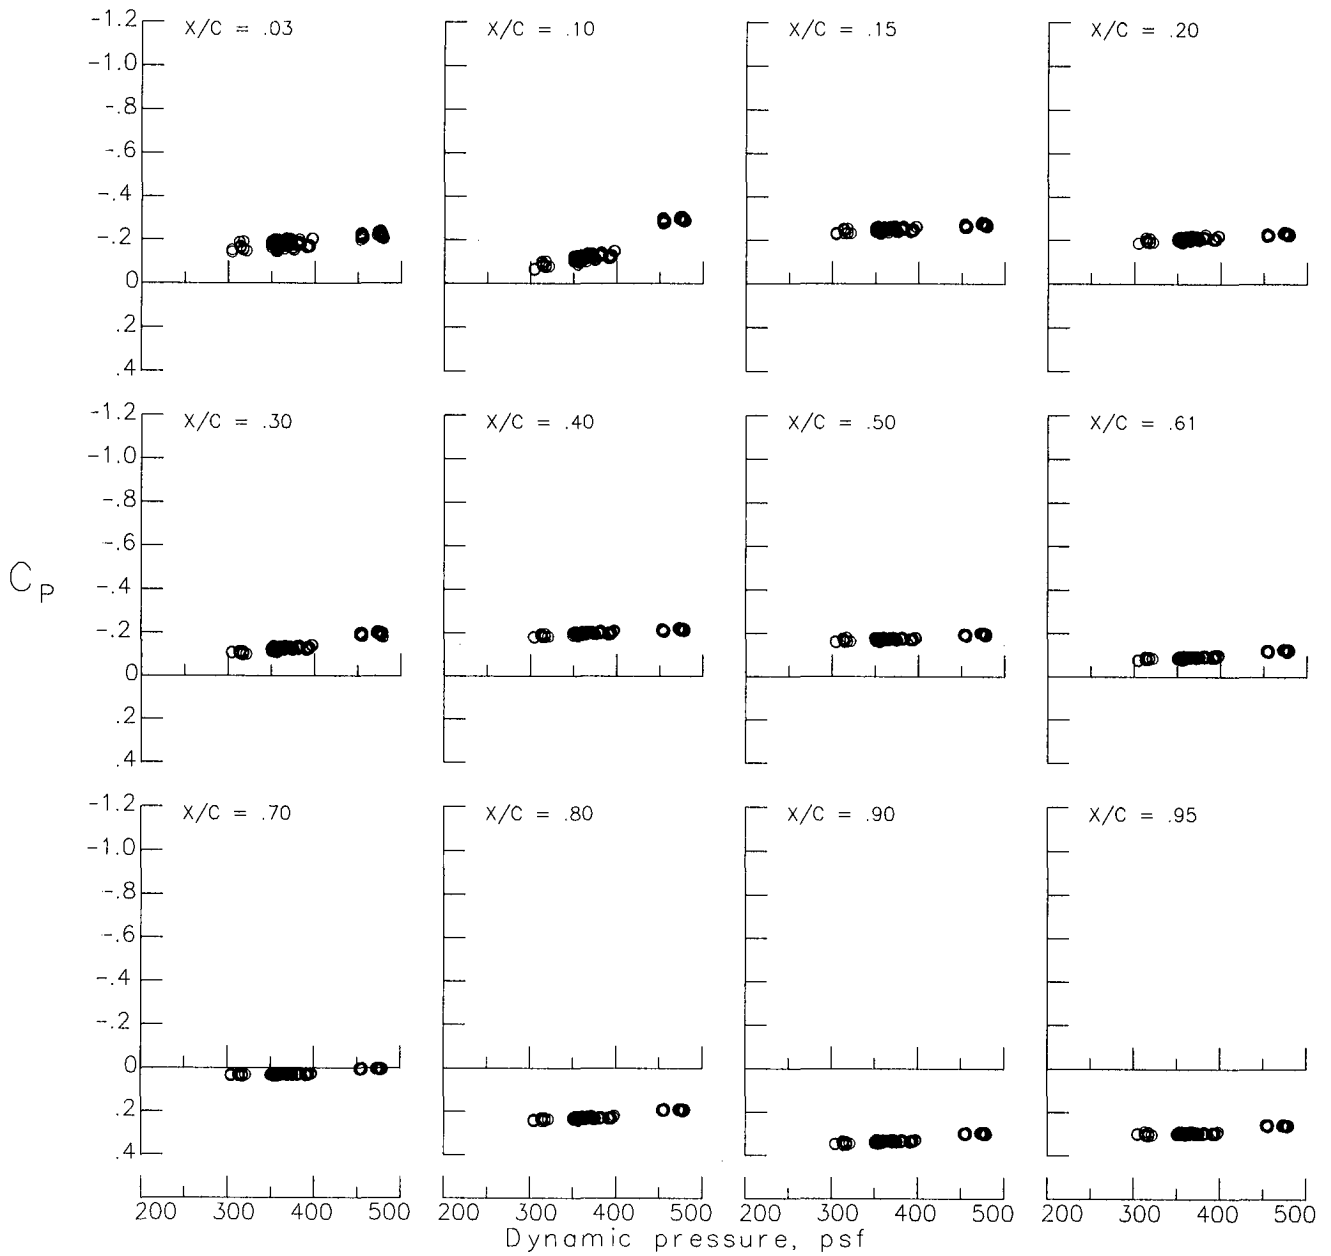 X/C = .03
X/C = .10
X/C = .15
X/C = .20
-1.2
-1.0
-.8
-.6
-.4
-.2
0
.2
.4
X/C = .30
X/C = .40
X/C = .50
X/C = .61
-1.2
-1.0
-.8
-.6
-.4
-.2
0
.2
.4
CP
X/C = .70
X/C = .80
X/C = .90
X/C = .95
-1.2
-1.0
-.8
-.6
-.4
-.2
0
.2
.4
200 300 400 500 200 300 400 500 200 300 400 500 200 300 400 500
Dynamic pressure, psf